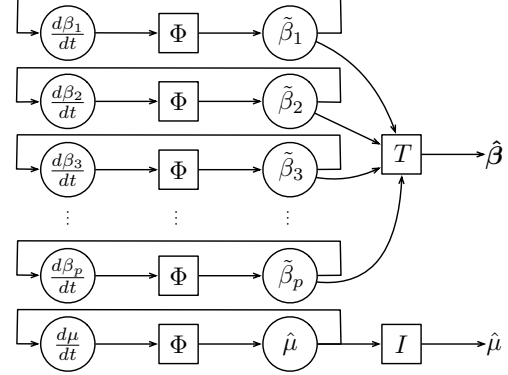 dβ₁/dt Φ β̃₁
dβ₂/dt Φ β̃₂
T β̂
dβ₃/dt Φ β̃₃
⋮ ⋮ ⋮
dβₚ/dt Φ β̃ₚ
dμ/dt Φ μ̂ I μ̂